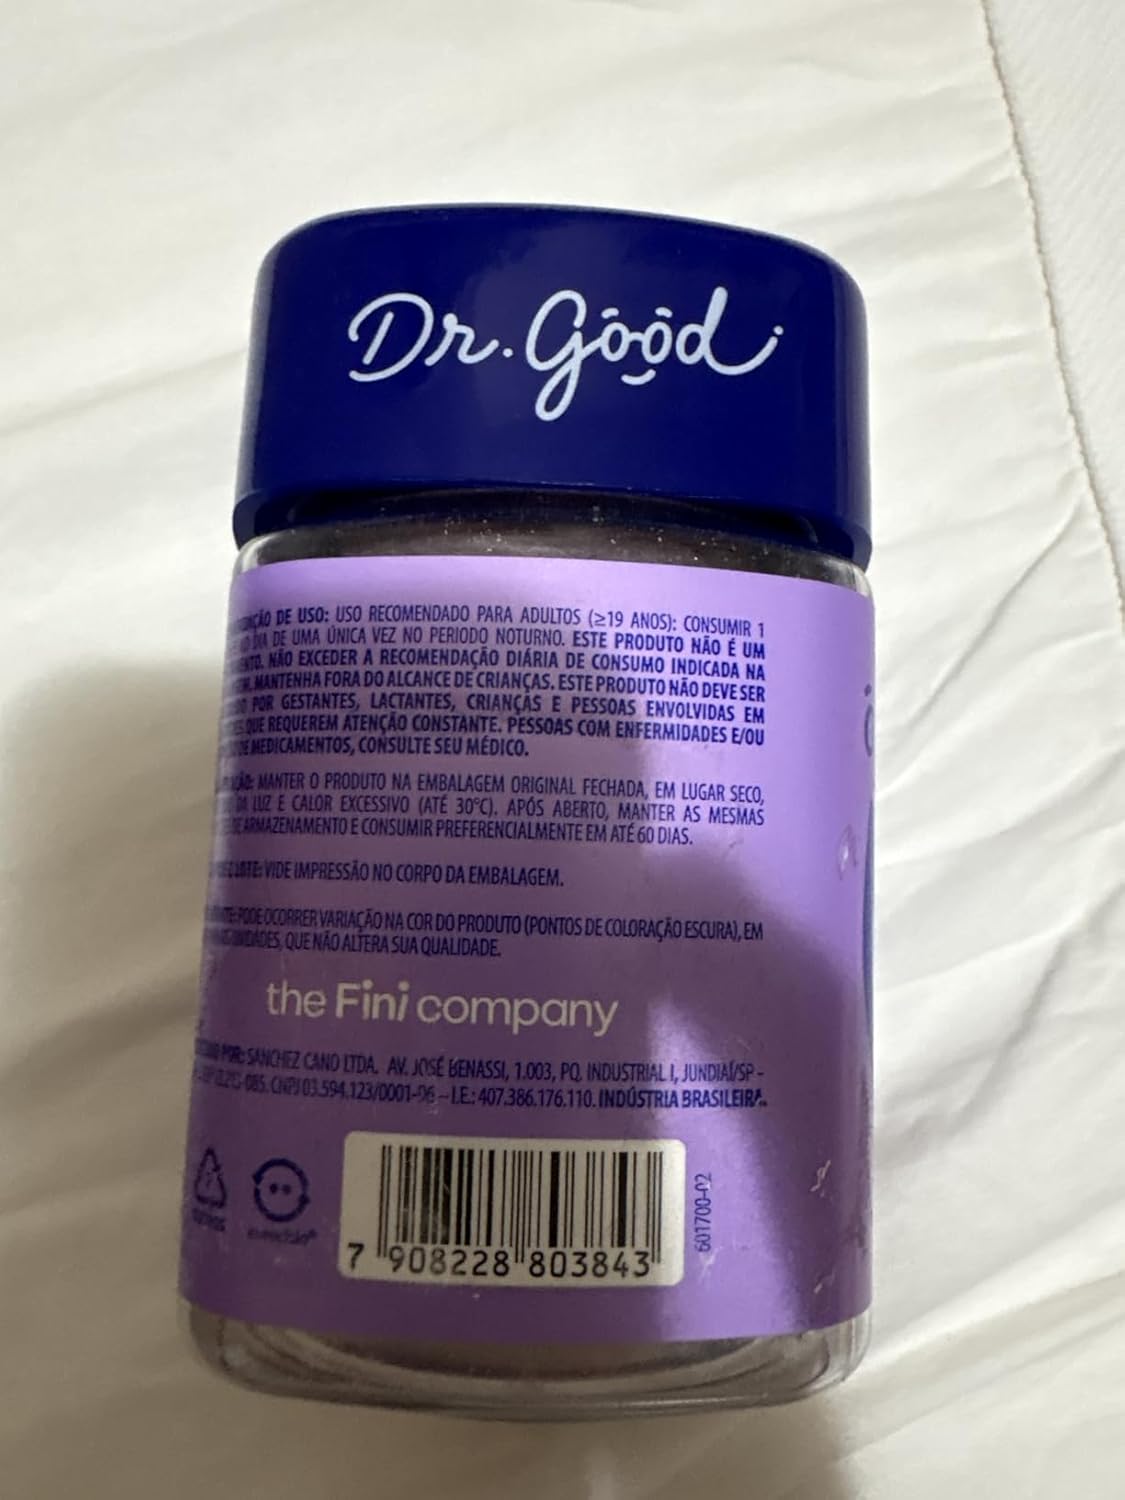 Dr. Good
DE USO: USO RECOMENDADO PARA ADULTOS (≥19 ANOS): CONSUMIR 1
DIA DE UMA ÚNICA VEZ NO PERIODO NOTURNO. ESTE PRODUTO NÃO É UM
NÃO EXCEDER A RECOMENDAÇÃO DIÁRIA DE CONSUMO INDICADA NA
MANTENHA FORA DO ALCANCE DE CRIANÇAS. ESTE PRODUTO NÃO DEVE SER
POR GESTANTES, LACTANTES, CRIANÇAS E PESSOAS ENVOLVIDAS EM
QUE REQUEREM ATENÇÃO CONSTANTE. PESSOAS COM ENFERMIDADES E/OU
DE MEDICAMENTOS, CONSULTE SEU MÉDICO.
MANTER O PRODUTO NA EMBALAGEM ORIGINAL FECHADA, EM LUGAR SECO,
DA LUZ E CALOR EXCESSIVO (ATÉ 30°C). APÓS ABERTO, MANTER AS MESMAS
DE ARMAZENAMENTO E CONSUMIR PREFERENCIALMENTE EM ATÉ 60 DIAS.
LOTE: VIDE IMPRESSÃO NO CORPO DA EMBALAGEM.
PODE OCORRER VARIAÇÃO NA COR DO PRODUTO (PONTOS DE COLORAÇÃO ESCURA), EM
QUE NÃO ALTERA SUA QUALIDADE.
the Fini company
POR: SANCHEZ CANO LTDA. AV. JOSÉ BENASSI, 1.003, PQ. INDUSTRIAL I, JUNDIAÍ/SP -
CNPJ 03.594.123/0001-96 – I.E.: 407.386.176.110. INDÚSTRIA BRASILEIRA.
7 908228 803843
601700-02